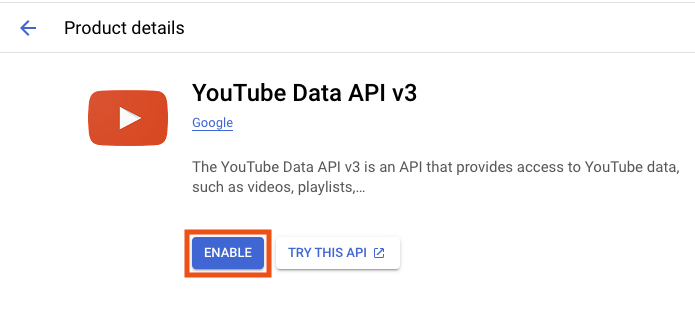 Product details
YouTube Data API v3
Google
The YouTube Data API v3 is an API that provides access to YouTube data,
such as videos, playlists,...
ENABLE
TRY THIS API